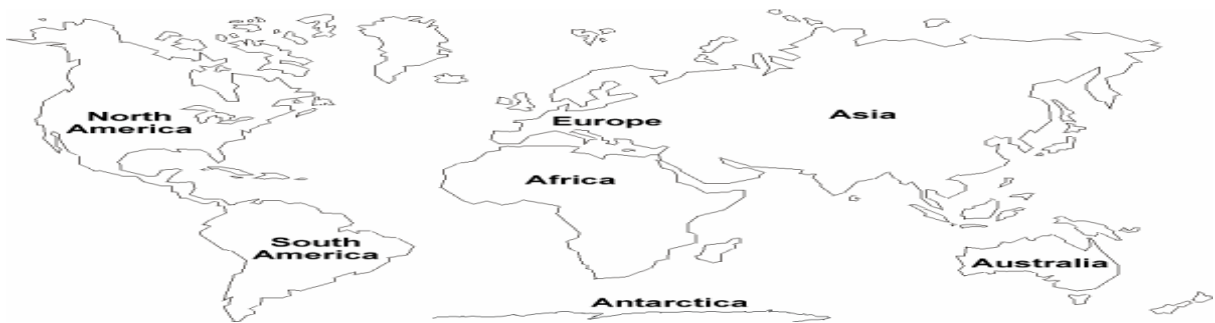 North
America
Europe
Asia
Africa
South
America
Australia
Antarctica